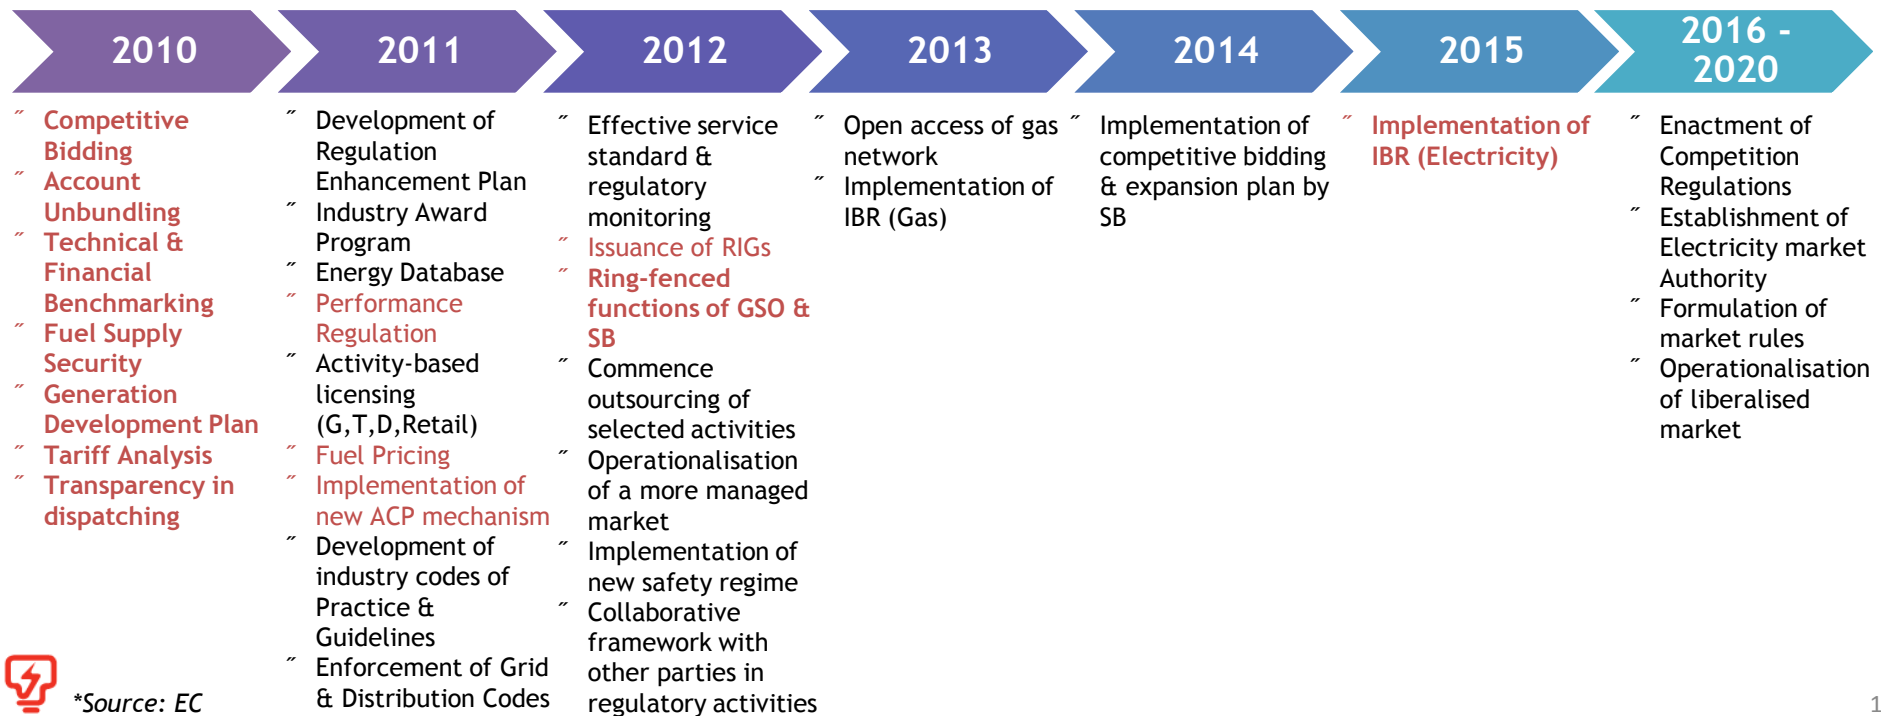 2010
2011
2012
2013
2014
2015
2016 -
2020
˝ Competitive
Bidding
˝ Account
Unbundling
˝ Technical &
Financial
Benchmarking
˝ Fuel Supply
Security
˝ Generation
Development Plan
˝ Tariff Analysis
˝ Transparency in
dispatching
˝ Development of
Regulation
Enhancement Plan
˝ Industry Award
Program
˝ Energy Database
˝ Performance
Regulation
˝ Activity-based
licensing
(G,T,D,Retail)
˝ Fuel Pricing
˝ Implementation of
new ACP mechanism
˝ Development of
industry codes of
Practice &
Guidelines
˝ Enforcement of Grid
& Distribution Codes
˝ Effective service
standard &
regulatory
monitoring
˝ Issuance of RIGs
˝ Ring-fenced
functions of GSO &
SB
˝ Commence
outsourcing of
selected activities
˝ Operationalisation
of a more managed
market
˝ Implementation of
new safety regime
˝ Collaborative
framework with
other parties in
regulatory activities
˝ Open access of gas
network
˝ Implementation of
IBR (Gas)
˝ Implementation of
competitive bidding
& expansion plan by
SB
˝ Implementation of
IBR (Electricity)
˝ Enactment of
Competition
Regulations
˝ Establishment of
Electricity market
Authority
˝ Formulation of
market rules
˝ Operationalisation
of liberalised
market
*Source: EC
1